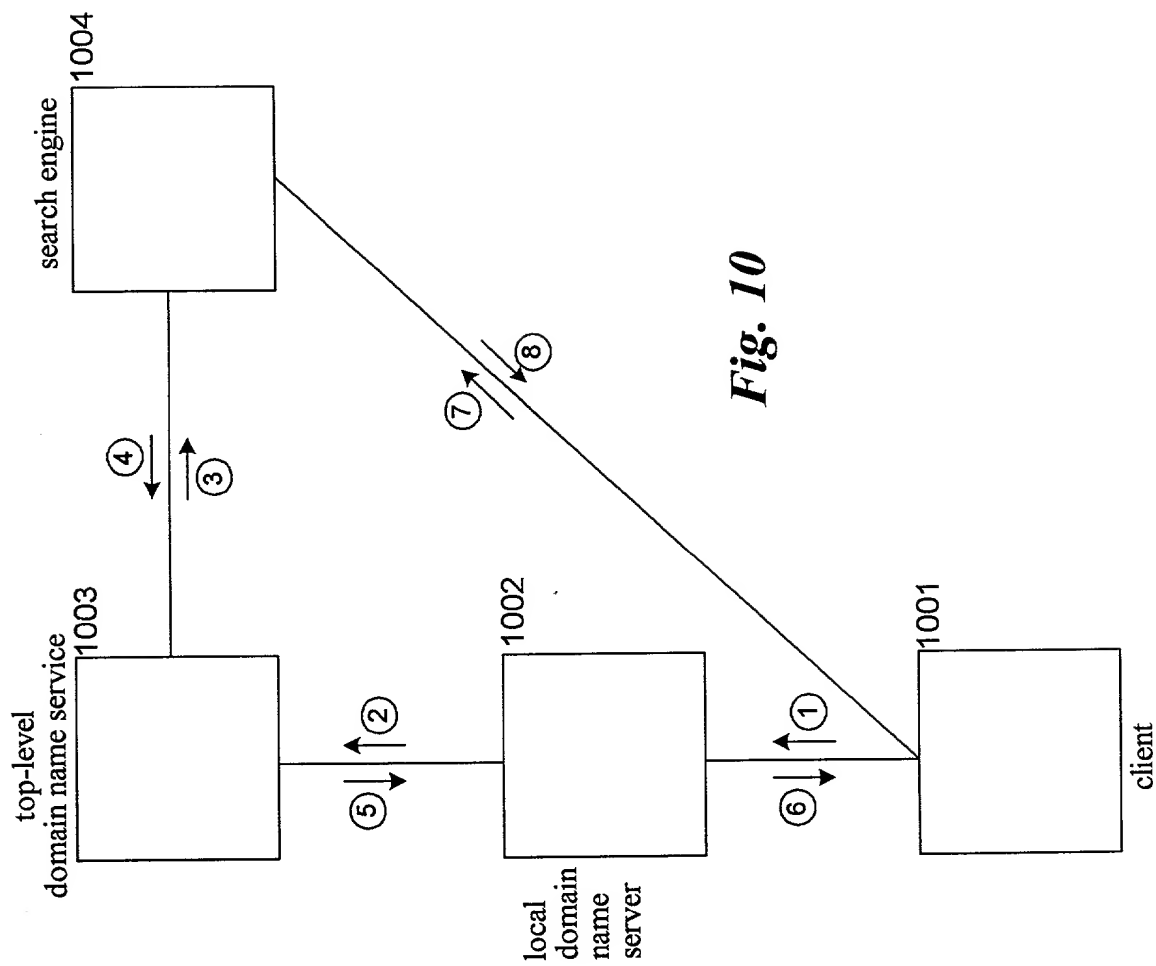 top-level
domain name service
1003
search engine
1004
4
3
2
5
7
8
local
domain
name
server
1002
1
6
1001
client
Fig. 10